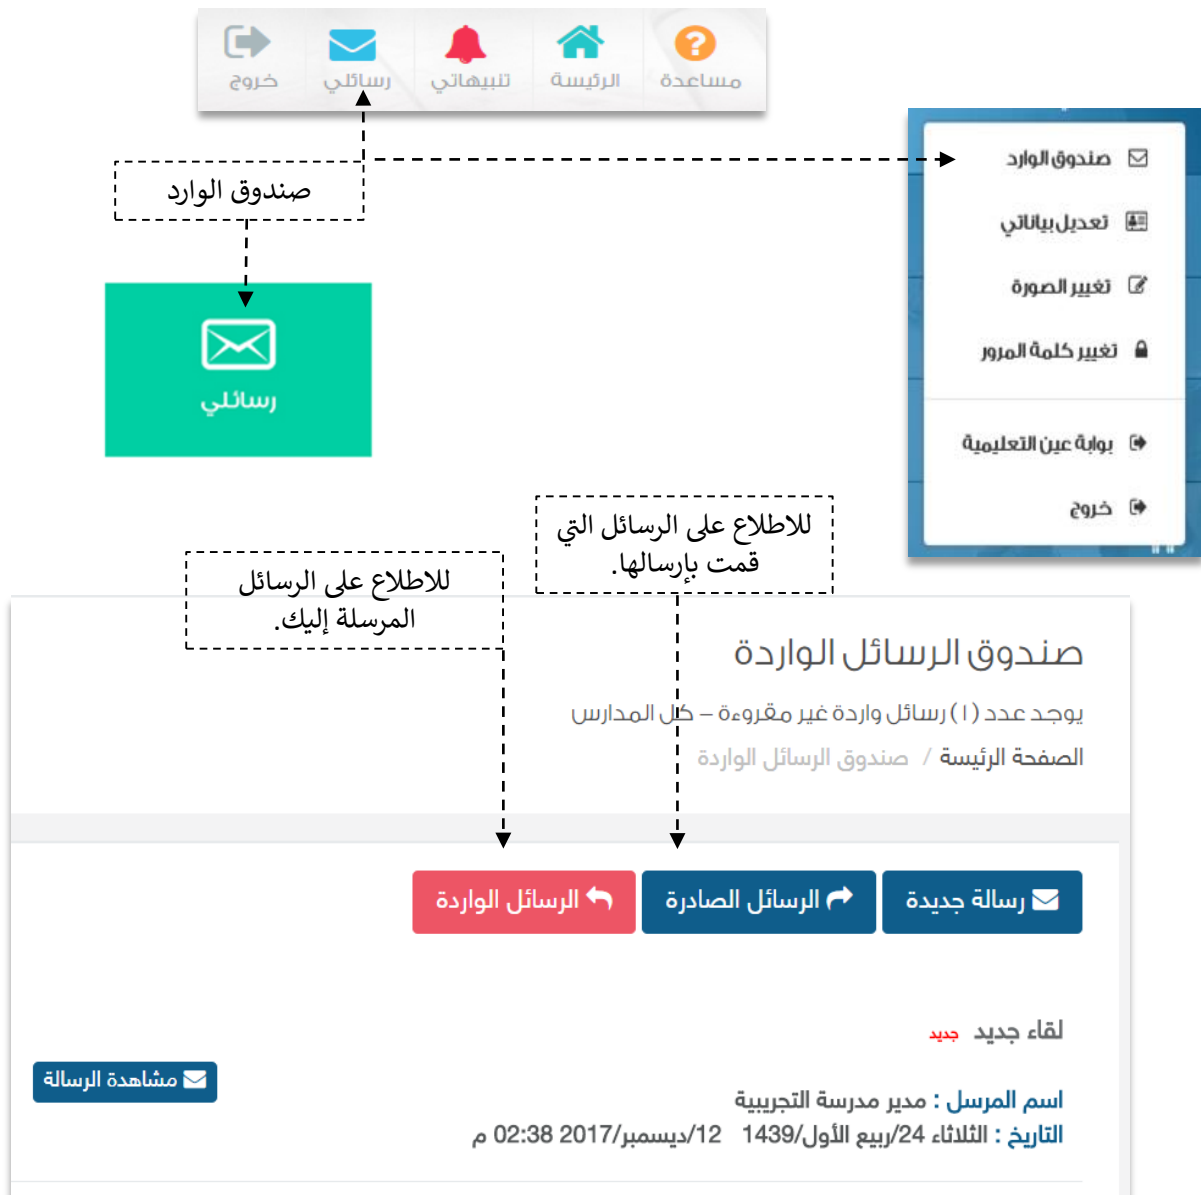 مساعدة
الرئيسة
تنبيهاتي
رسائلي
خروج
صندوق الوارد
تعديل بياناتي
تغيير الصورة
تغيير كلمة المرور
بوابة عين التعليمية
خروج
صندوق الوارد
رسائلي
للاطلاع على الرسائل التي
قمت بإرسالها.
للاطلاع على الرسائل
المرسلة إليك.
صندوق الرسائل الواردة
يوجد عدد (١) رسائل واردة غير مقروءة – كل المدارس
الصفحة الرئيسة / صندوق الرسائل الواردة
رسالة جديدة
الرسائل الصادرة
الرسائل الواردة
لقاء جديد جديد
مشاهدة الرسالة
اسم المرسل : مدير مدرسة التجريبية
التاريخ : الثلاثاء 24/ربيع الأول/1439 12/ديسمبر/2017 02:38 م